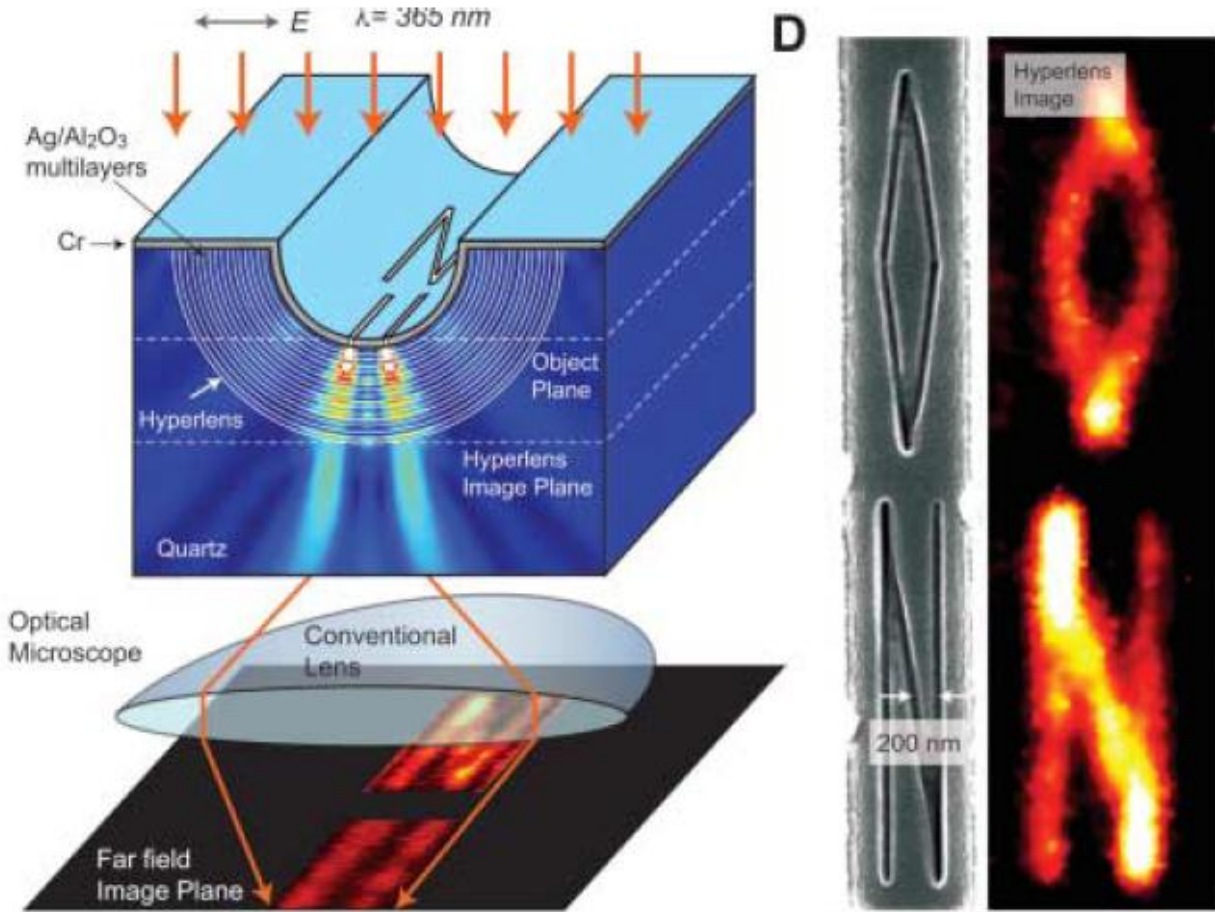 E
λ= 365 nm
Ag/Al₂O₃
multilayers
Cr
Object
Plane
Hyperlens
Hyperlens
Image Plane
Quartz
Optical
Microscope
Conventional
Lens
Far field
Image Plane
D
Hyperlens
Image
200 nm